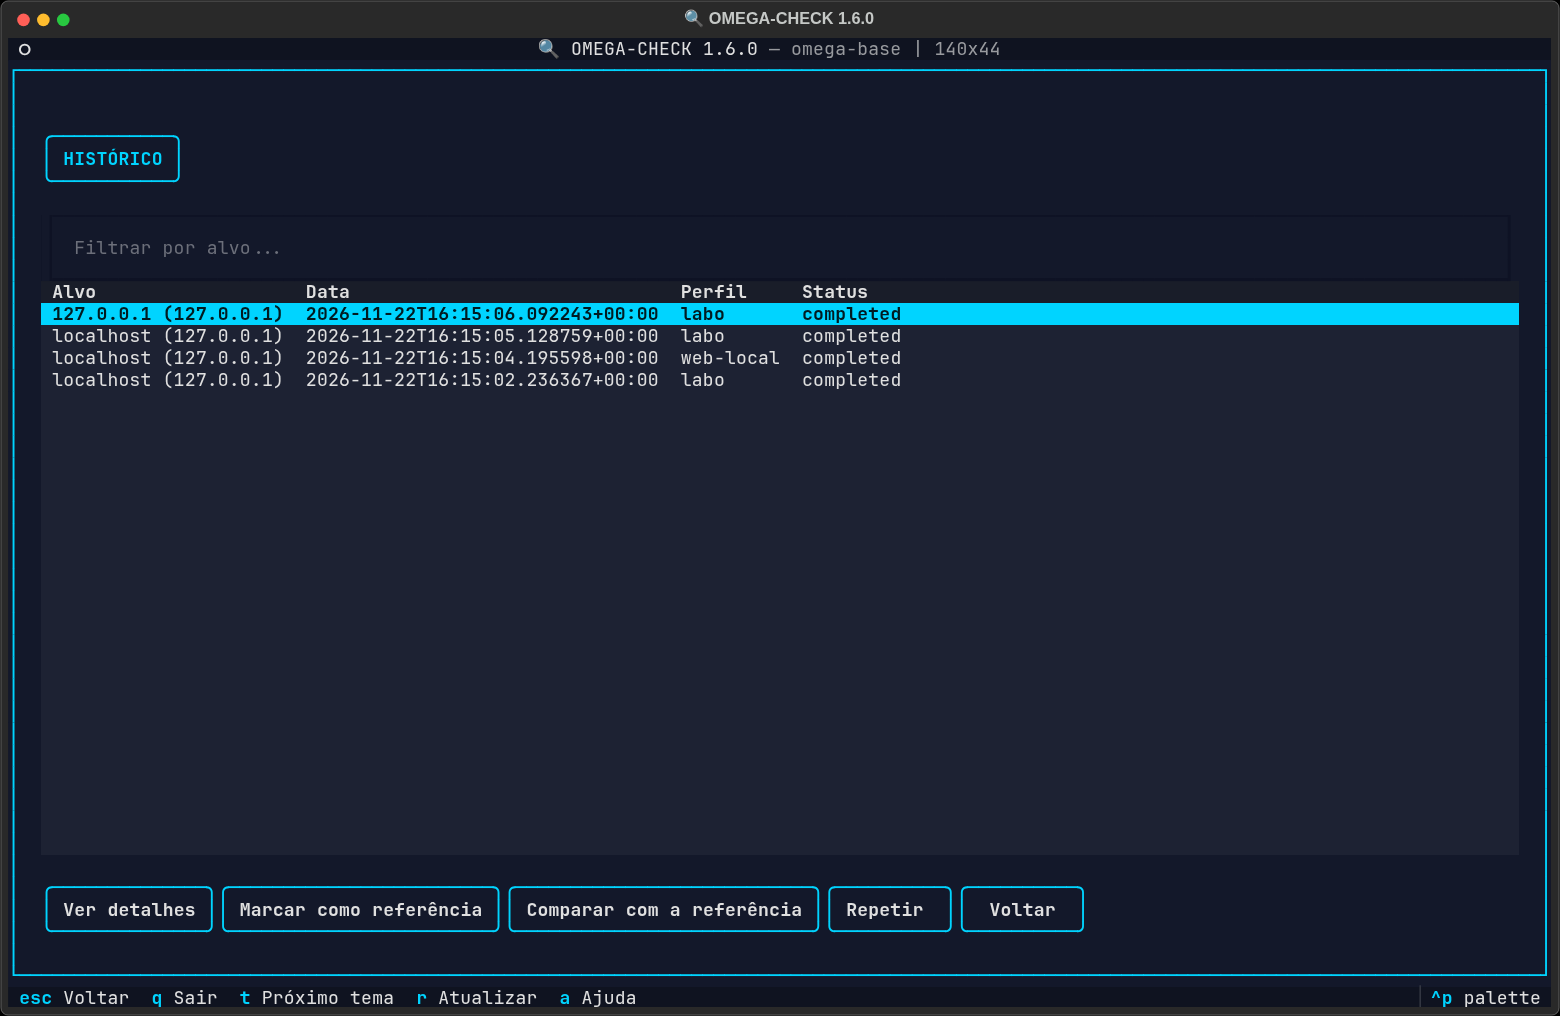 🔍 OMEGA-CHECK 1.6.0
O 🔍 OMEGA-CHECK 1.6.0 — omega-base | 140x44
HISTÓRICO
Filtrar por alvo...
Alvo Data Perfil Status
127.0.0.1 (127.0.0.1) 2026-11-22T16:15:06.092243+00:00 labo completed
localhost (127.0.0.1) 2026-11-22T16:15:05.128759+00:00 labo completed
localhost (127.0.0.1) 2026-11-22T16:15:04.195598+00:00 web-local completed
localhost (127.0.0.1) 2026-11-22T16:15:02.236367+00:00 labo completed
Ver detalhes Marcar como referência Comparar com a referência Repetir Voltar
esc Voltar q Sair t Próximo tema r Atualizar a Ajuda ^p palette